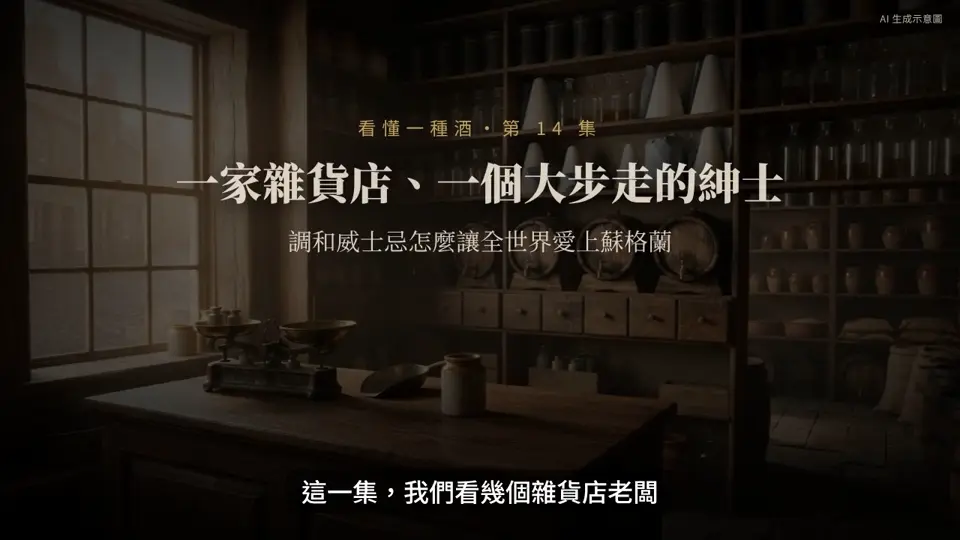 AI 生成示意圖
看懂一種酒・第 14 集
一家雜貨店、一個大步走的紳士
調和威士忌怎麼讓全世界愛上蘇格蘭
這一集，我們看幾個雜貨店老闆